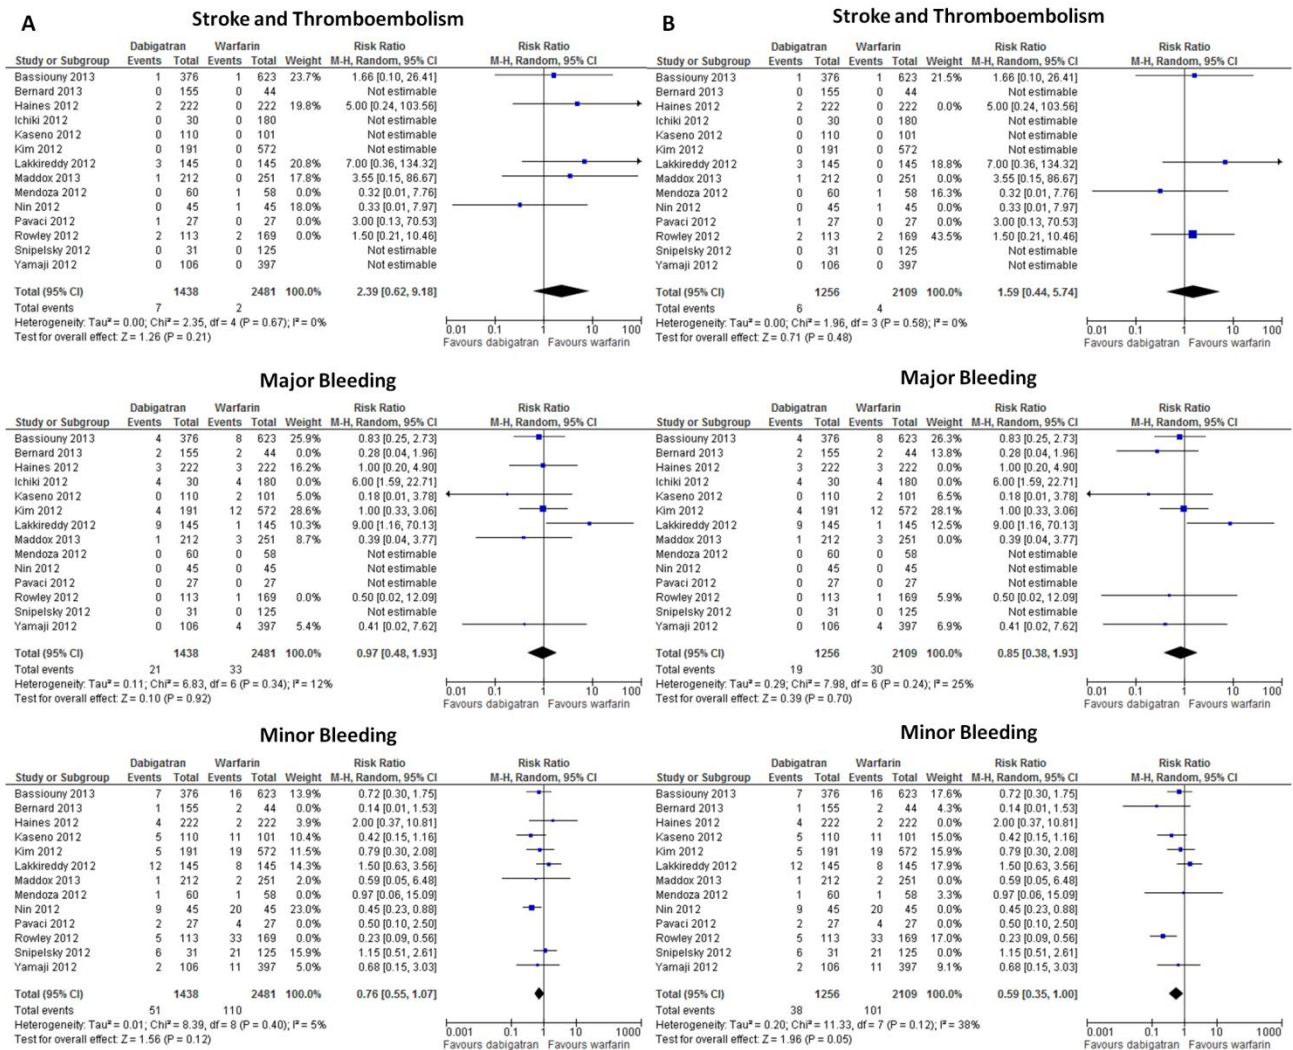 A
Stroke and Thromboembolism
Dabigatran Warfarin Risk Ratio Risk Ratio
Study or Subgroup Events Total Events Total Weight M-H, Random, 95% CI M-H, Random, 95% CI
Bassiouny 2013 1 376 1 623 23.7% 1.66 [0.10, 26.41]
Bernard 2013 0 155 0 44 Not estimable
Haines 2012 2 222 0 222 19.8% 5.00 [0.24, 103.56]
Ichiki 2012 0 30 0 180 Not estimable
Kaseno 2012 0 110 0 101 Not estimable
Kim 2012 0 191 0 572 Not estimable
Lakkireddy 2012 3 145 0 145 20.8% 7.00 [0.36, 134.32]
Maddox 2013 1 212 0 251 17.8% 3.55 [0.15, 86.67]
Mendoza 2012 0 60 1 58 0.0% 0.32 [0.01, 7.76]
Nin 2012 0 45 1 45 18.0% 0.33 [0.01, 7.97]
Pavaci 2012 1 27 0 27 0.0% 3.00 [0.13, 70.53]
Rowley 2012 2 113 2 169 0.0% 1.50 [0.21, 10.46]
Snipelsky 2012 0 31 0 125 Not estimable
Yamaji 2012 0 106 0 397 Not estimable
Total (95% CI) 1438 2481 100.0% 2.39 [0.62, 9.18]
Total events 7 2
Heterogeneity: Tau² = 0.00; Chi² = 2.35, df = 4 (P = 0.67); I² = 0%
Test for overall effect: Z = 1.26 (P = 0.21)
0.01 0.1 1 10 100
Favours dabigatran Favours warfarin
B
Stroke and Thromboembolism
Dabigatran Warfarin Risk Ratio Risk Ratio
Study or Subgroup Events Total Events Total Weight M-H, Random, 95% CI M-H, Random, 95% CI
Bassiouny 2013 1 376 1 623 21.5% 1.66 [0.10, 26.41]
Bernard 2013 0 155 0 44 Not estimable
Haines 2012 2 222 0 222 0.0% 5.00 [0.24, 103.56]
Ichiki 2012 0 30 0 180 Not estimable
Kaseno 2012 0 110 0 101 Not estimable
Kim 2012 0 191 0 572 Not estimable
Lakkireddy 2012 3 145 0 145 18.8% 7.00 [0.36, 134.32]
Maddox 2013 1 212 0 251 0.0% 3.55 [0.15, 86.67]
Mendoza 2012 0 60 1 58 16.3% 0.32 [0.01, 7.76]
Nin 2012 0 45 1 45 0.0% 0.33 [0.01, 7.97]
Pavaci 2012 1 27 0 27 0.0% 3.00 [0.13, 70.53]
Rowley 2012 2 113 2 169 43.5% 1.50 [0.21, 10.46]
Snipelsky 2012 0 31 0 125 Not estimable
Yamaji 2012 0 106 0 397 Not estimable
Total (95% CI) 1256 2109 100.0% 1.59 [0.44, 5.74]
Total events 6 4
Heterogeneity: Tau² = 0.00; Chi² = 1.96, df = 3 (P = 0.58); I² = 0%
Test for overall effect: Z = 0.71 (P = 0.48)
0.01 0.1 1 10 100
Favours dabigatran Favours warfarin
Major Bleeding
Dabigatran Warfarin Risk Ratio Risk Ratio
Study or Subgroup Events Total Events Total Weight M-H, Random, 95% CI M-H, Random, 95% CI
Bassiouny 2013 4 376 8 623 25.9% 0.83 [0.25, 2.73]
Bernard 2013 2 155 2 44 0.0% 0.28 [0.04, 1.96]
Haines 2012 3 222 3 222 16.2% 1.00 [0.20, 4.90]
Ichiki 2012 4 30 4 180 0.0% 6.00 [1.59, 22.71]
Kaseno 2012 0 110 2 101 5.0% 0.18 [0.01, 3.78]
Kim 2012 4 191 12 572 28.6% 1.00 [0.33, 3.06]
Lakkireddy 2012 9 145 1 145 10.3% 9.00 [1.16, 70.13]
Maddox 2013 1 212 3 251 8.7% 0.39 [0.04, 3.77]
Mendoza 2012 0 60 0 58 Not estimable
Nin 2012 0 45 0 45 Not estimable
Pavaci 2012 0 27 0 27 Not estimable
Rowley 2012 0 113 1 169 0.0% 0.50 [0.02, 12.09]
Snipelsky 2012 0 31 0 125 Not estimable
Yamaji 2012 0 106 4 397 5.4% 0.41 [0.02, 7.62]
Total (95% CI) 1438 2481 100.0% 0.97 [0.48, 1.93]
Total events 21 33
Heterogeneity: Tau² = 0.11; Chi² = 6.83, df = 6 (P = 0.34); I² = 12%
Test for overall effect: Z = 0.10 (P = 0.92)
0.01 0.1 1 10 100
Favours dabigatran Favours warfarin
Major Bleeding
Dabigatran Warfarin Risk Ratio Risk Ratio
Study or Subgroup Events Total Events Total Weight M-H, Random, 95% CI M-H, Random, 95% CI
Bassiouny 2013 4 376 8 623 26.3% 0.83 [0.25, 2.73]
Bernard 2013 2 155 2 44 13.8% 0.28 [0.04, 1.96]
Haines 2012 3 222 3 222 0.0% 1.00 [0.20, 4.90]
Ichiki 2012 4 30 4 180 6.5% 6.00 [1.59, 22.71]
Kaseno 2012 0 110 2 101 6.5% 0.18 [0.01, 3.78]
Kim 2012 4 191 12 572 28.1% 1.00 [0.33, 3.06]
Lakkireddy 2012 9 145 1 145 12.5% 9.00 [1.16, 70.13]
Maddox 2013 1 212 3 251 0.0% 0.39 [0.04, 3.77]
Mendoza 2012 0 60 0 58 Not estimable
Nin 2012 0 45 0 45 Not estimable
Pavaci 2012 0 27 0 27 Not estimable
Rowley 2012 0 113 1 169 5.9% 0.50 [0.02, 12.09]
Snipelsky 2012 0 31 0 125 Not estimable
Yamaji 2012 0 106 4 397 6.9% 0.41 [0.02, 7.62]
Total (95% CI) 1256 2109 100.0% 0.85 [0.38, 1.93]
Total events 19 30
Heterogeneity: Tau² = 0.29; Chi² = 7.98, df = 6 (P = 0.24); I² = 25%
Test for overall effect: Z = 0.39 (P = 0.70)
0.01 0.1 1 10 100
Favours dabigatran Favours warfarin
Minor Bleeding
Dabigatran Warfarin Risk Ratio Risk Ratio
Study or Subgroup Events Total Events Total Weight M-H, Random, 95% CI M-H, Random, 95% CI
Bassiouny 2013 7 376 16 623 13.9% 0.72 [0.30, 1.75]
Bernard 2013 1 155 2 44 0.0% 0.14 [0.01, 1.53]
Haines 2012 4 222 2 222 3.9% 2.00 [0.37, 10.81]
Kaseno 2012 5 110 11 101 10.4% 0.42 [0.15, 1.16]
Kim 2012 5 191 19 572 11.5% 0.79 [0.30, 2.08]
Lakkireddy 2012 12 145 8 145 14.3% 1.50 [0.63, 3.56]
Maddox 2013 1 212 2 251 2.0% 0.59 [0.05, 6.48]
Mendoza 2012 1 60 1 58 0.0% 0.97 [0.06, 15.09]
Nin 2012 9 45 20 45 23.0% 0.45 [0.23, 0.88]
Pavaci 2012 2 27 4 27 0.0% 0.50 [0.10, 2.50]
Rowley 2012 5 113 33 169 0.0% 0.23 [0.09, 0.56]
Snipelsky 2012 6 31 21 125 15.9% 1.15 [0.51, 2.61]
Yamaji 2012 2 106 11 397 5.0% 0.68 [0.15, 3.03]
Total (95% CI) 1438 2481 100.0% 0.76 [0.55, 1.07]
Total events 51 110
Heterogeneity: Tau² = 0.01; Chi² = 8.39, df = 8 (P = 0.40); I² = 5%
Test for overall effect: Z = 1.56 (P = 0.12)
0.001 0.1 1 10 1000
Favours dabigatran Favours warfarin
Minor Bleeding
Dabigatran Warfarin Risk Ratio Risk Ratio
Study or Subgroup Events Total Events Total Weight M-H, Random, 95% CI M-H, Random, 95% CI
Bassiouny 2013 7 376 16 623 17.6% 0.72 [0.30, 1.75]
Bernard 2013 1 155 2 44 4.3% 0.14 [0.01, 1.53]
Haines 2012 4 222 2 222 0.0% 2.00 [0.37, 10.81]
Kaseno 2012 5 110 11 101 15.0% 0.42 [0.15, 1.16]
Kim 2012 5 191 19 572 15.9% 0.79 [0.30, 2.08]
Lakkireddy 2012 12 145 8 145 17.8% 1.50 [0.63, 3.56]
Maddox 2013 1 212 2 251 0.0% 0.59 [0.05, 6.48]
Mendoza 2012 1 60 1 58 3.3% 0.97 [0.06, 15.09]
Nin 2012 9 45 20 45 0.0% 0.45 [0.23, 0.88]
Pavaci 2012 2 27 4 27 0.0% 0.50 [0.10, 2.50]
Rowley 2012 5 113 33 169 17.0% 0.23 [0.09, 0.56]
Snipelsky 2012 6 31 21 125 0.0% 1.15 [0.51, 2.61]
Yamaji 2012 2 106 11 397 9.1% 0.68 [0.15, 3.03]
Total (95% CI) 1256 2109 100.0% 0.59 [0.35, 1.00]
Total events 38 101
Heterogeneity: Tau² = 0.20; Chi² = 11.33, df = 7 (P = 0.12); I² = 38%
Test for overall effect: Z = 1.96 (P = 0.05)
0.001 0.1 1 10 1000
Favours dabigatran Favours warfarin